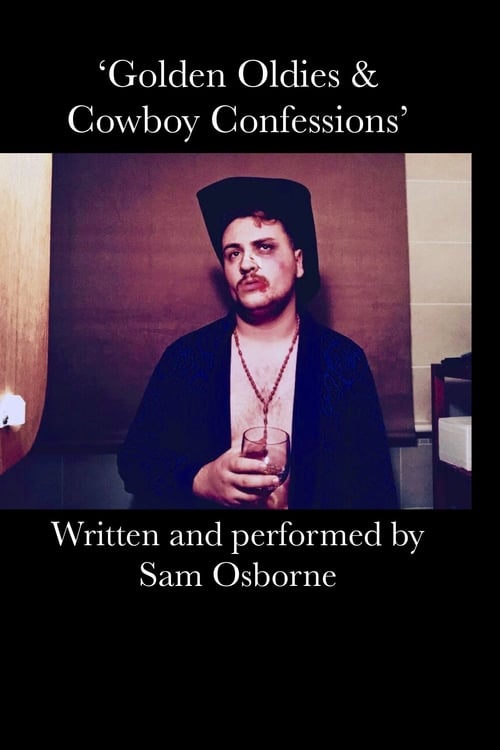 ‘Golden Oldies &
Cowboy Confessions’
Written and performed by
Sam Osborne